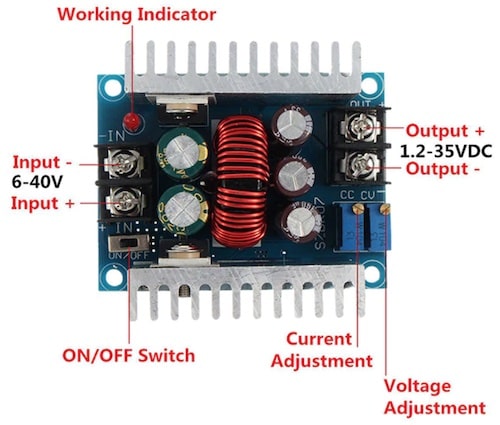 Working Indicator
OUT +
-IN
Output +
Input -
1.2-35VDC
6-40V
Output -
Input +
CC CV
+ IN
ON/OFF
ON/OFF Switch
Current
Adjustment
Voltage
Adjustment